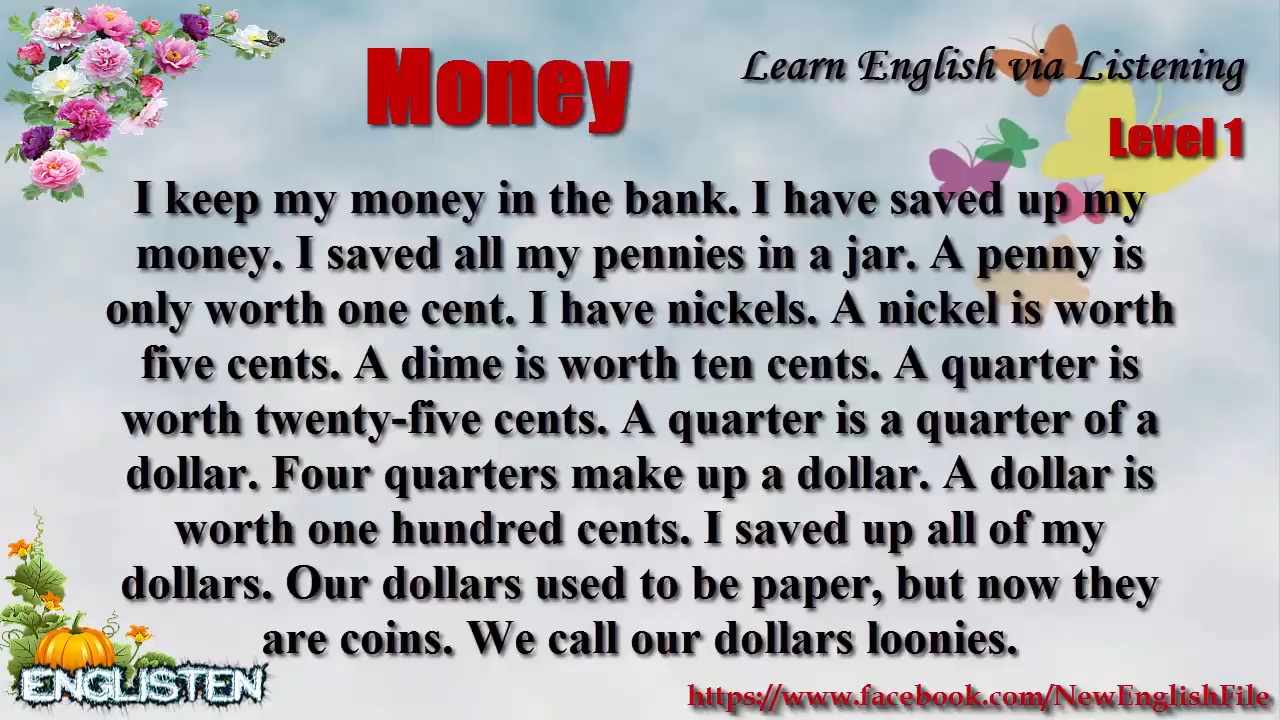 Money
Learn English via Listening
Level 1
I keep my money in the bank. I have saved up my
money. I saved all my pennies in a jar. A penny is
only worth one cent. I have nickels. A nickel is worth
five cents. A dime is worth ten cents. A quarter is
worth twenty-five cents. A quarter is a quarter of a
dollar. Four quarters make up a dollar. A dollar is
worth one hundred cents. I saved up all of my
dollars. Our dollars used to be paper, but now they
are coins. We call our dollars loonies.
ENGLISTEN
https://www.facebook.com/NewEnglishFile